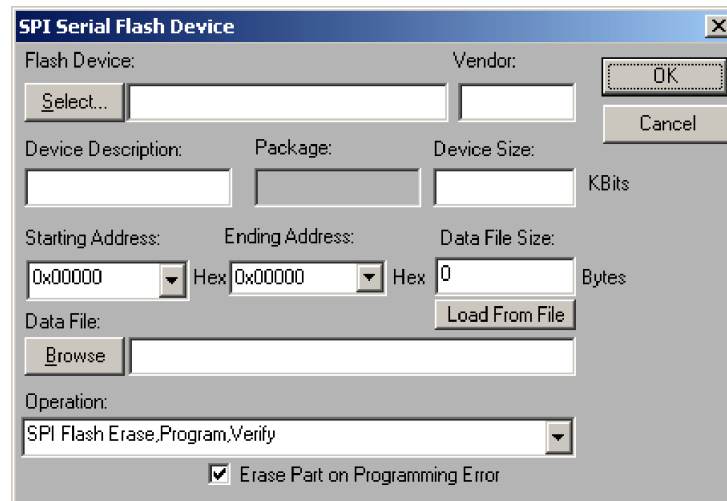 SPI Serial Flash Device
Flash Device:
Vendor:
Select...
OK
Cancel
Device Description:
Package:
Device Size:
KBits
Starting Address:
Ending Address:
Data File Size:
0x00000
Hex
0x00000
Hex
0
Bytes
Load From File
Data File:
Browse
Operation:
SPI Flash Erase,Program,Verify
Erase Part on Programming Error